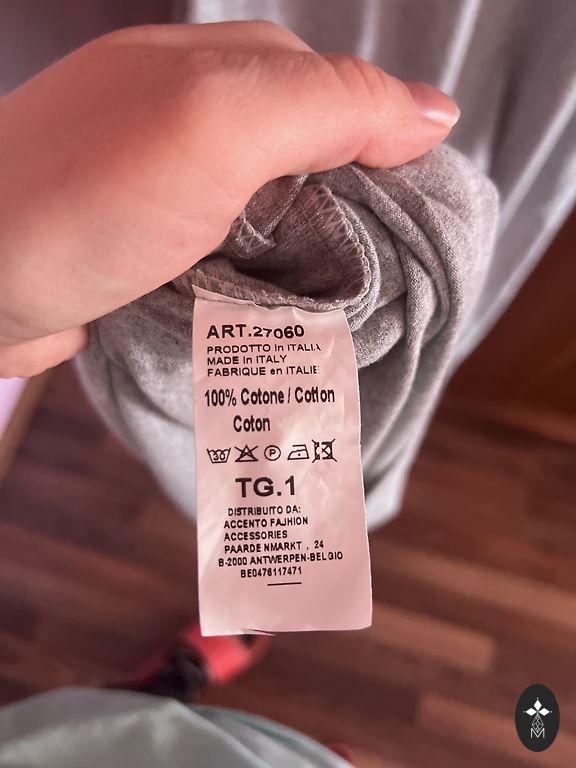 ART.27060
PRODOTTO in ITALIA
MADE in ITALY
FABRIQUE en ITALIE
100% Cotone / Cotton
Coton
30 P
TG.1
DISTRIBUITO DA:
ACCENTO FAJHION
ACCESSORIES
PAARDE NMARKT , 24
B-2000 ANTWERPEN-BELGIO
BE0476117471
M